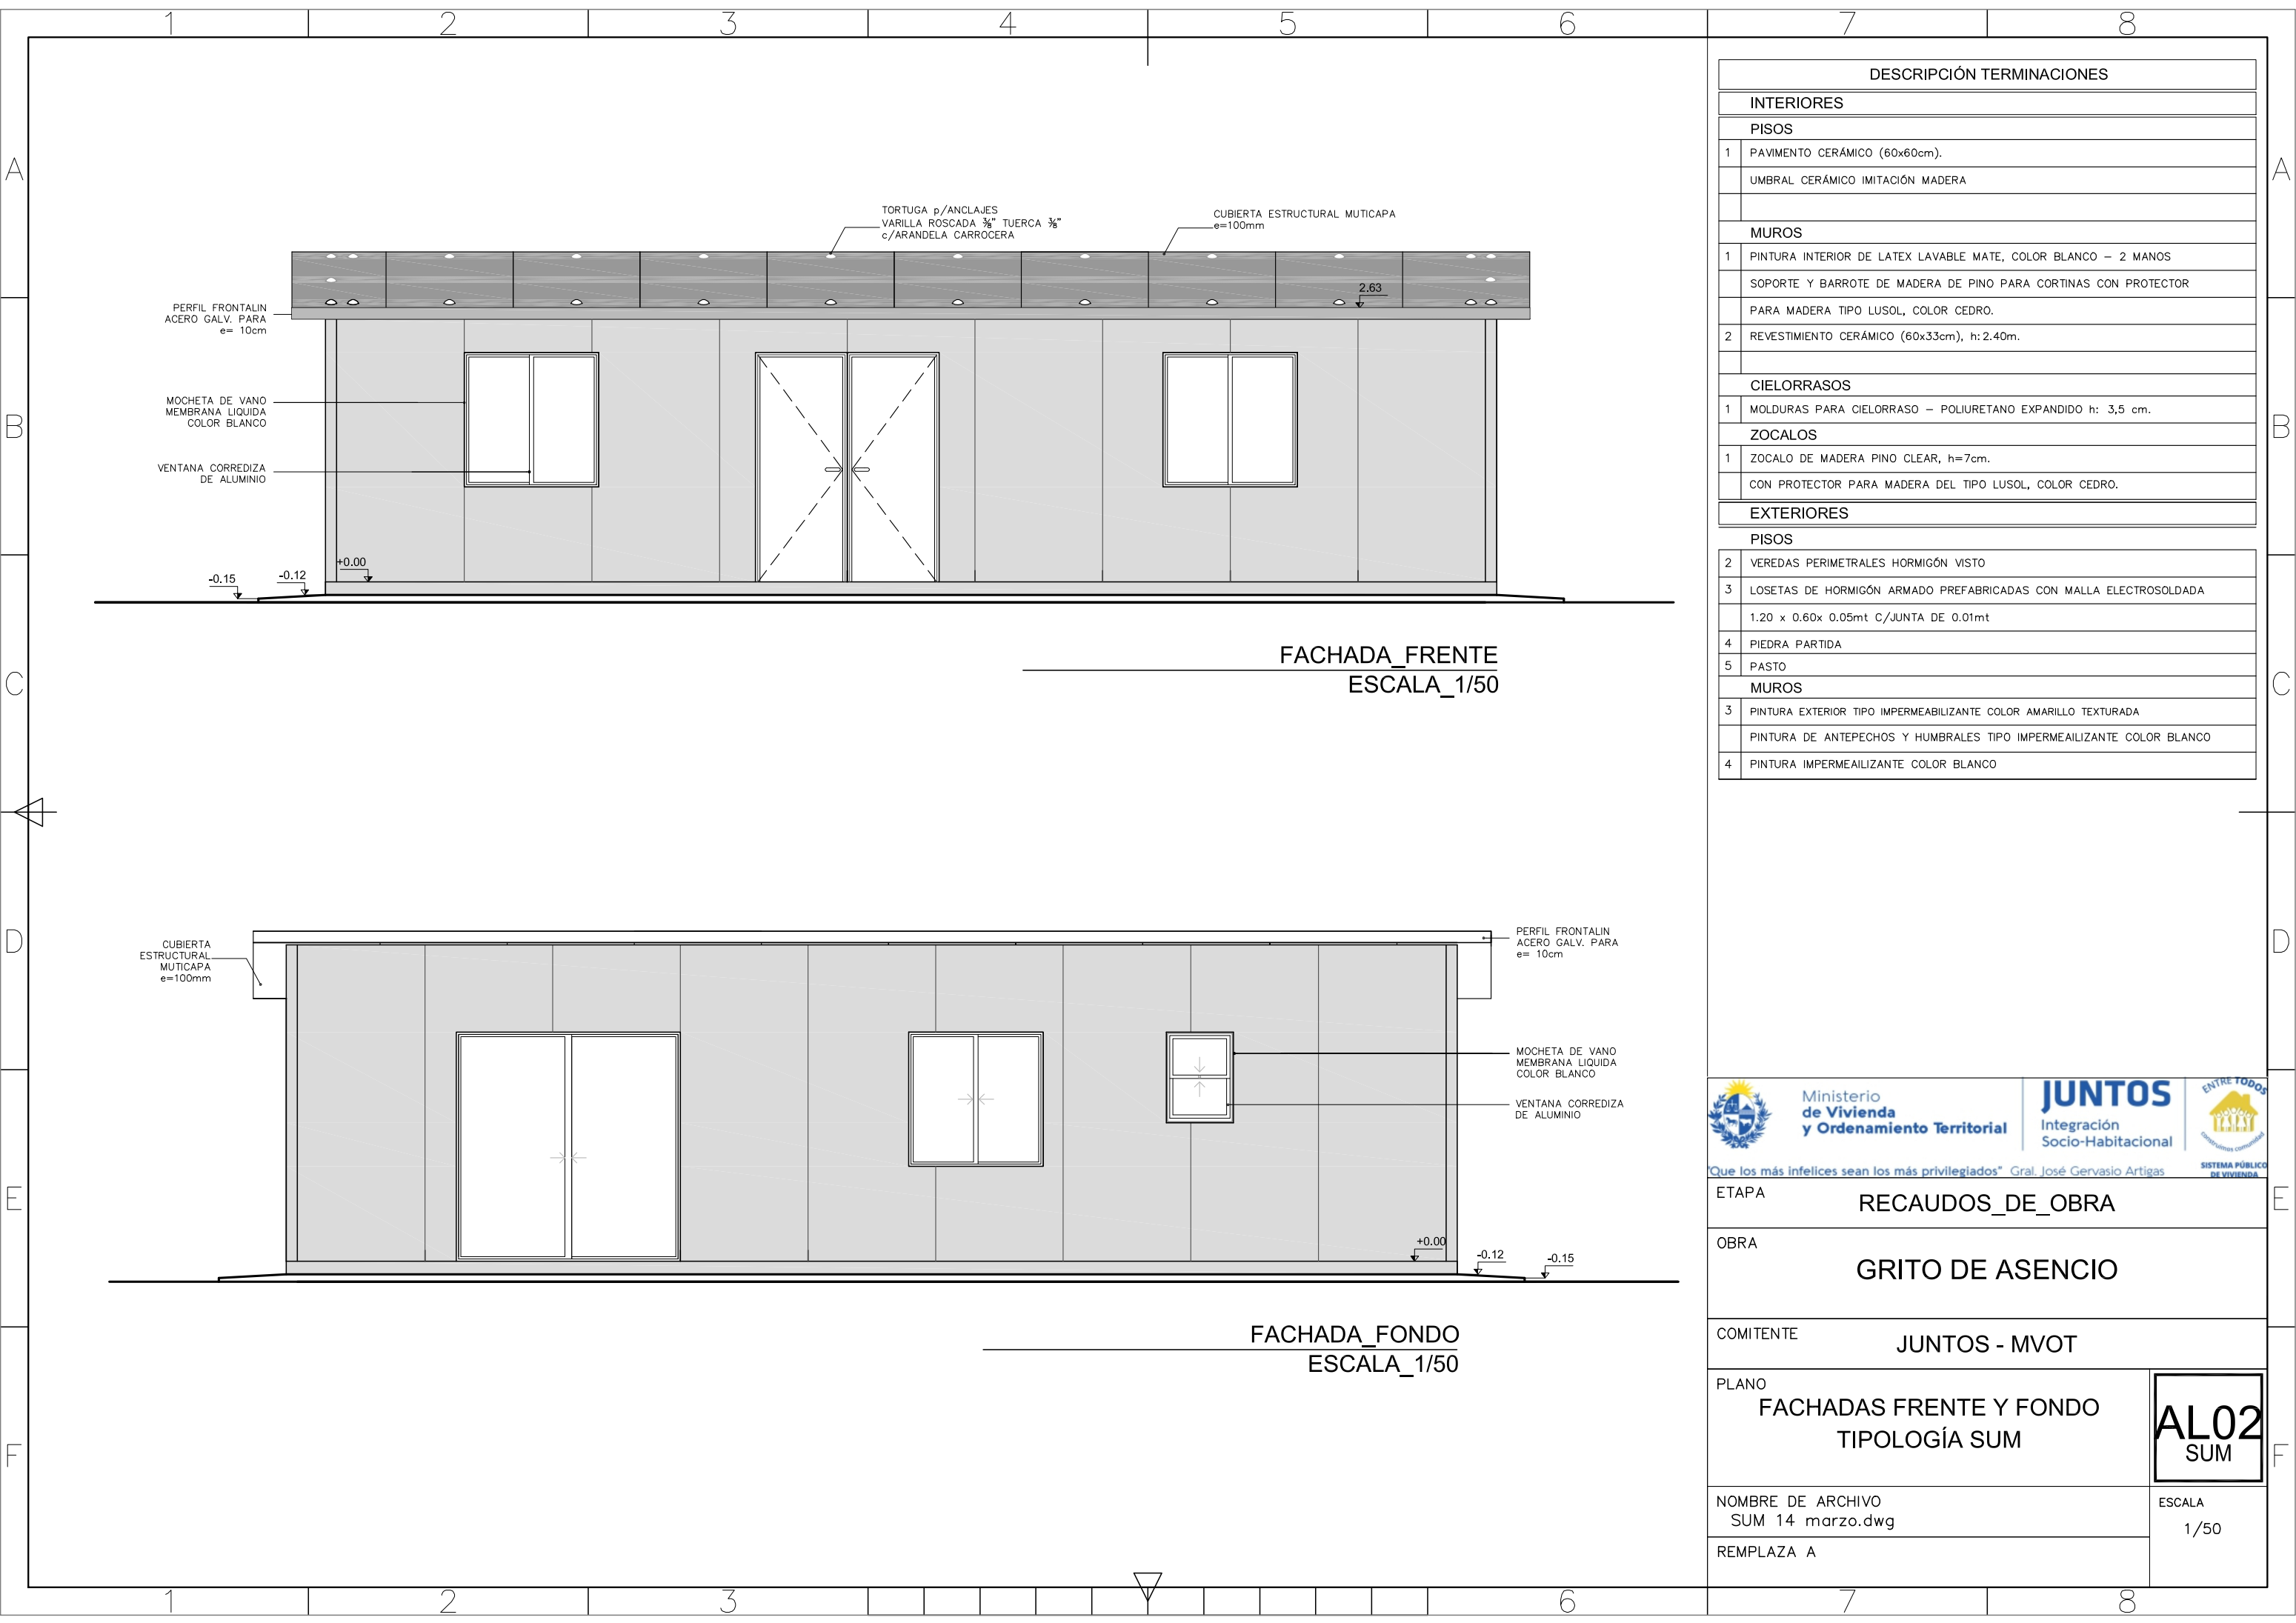 1 2 3 4 5 6 7 8
A
B
C
D
E
F
A
B
C
D
E
F
TORTUGA p/ANCLAJES
VARILLA ROSCADA ⅜" TUERCA ⅜"
c/ARANDELA CARROCERA
CUBIERTA ESTRUCTURAL MUTICAPA
e=100mm
2.63
PERFIL FRONTALIN
ACERO GALV. PARA
e= 10cm
MOCHETA DE VANO
MEMBRANA LIQUIDA
COLOR BLANCO
VENTANA CORREDIZA
DE ALUMINIO
+0.00
-0.12
-0.15
FACHADA_FRENTE
ESCALA_1/50
CUBIERTA
ESTRUCTURAL
MUTICAPA
e=100mm
PERFIL FRONTALIN
ACERO GALV. PARA
e= 10cm
MOCHETA DE VANO
MEMBRANA LIQUIDA
COLOR BLANCO
VENTANA CORREDIZA
DE ALUMINIO
+0.00
-0.12
-0.15
FACHADA_FONDO
ESCALA_1/50
DESCRIPCIÓN TERMINACIONES
INTERIORES
PISOS
1 PAVIMENTO CERÁMICO (60x60cm).
UMBRAL CERÁMICO IMITACIÓN MADERA
MUROS
1 PINTURA INTERIOR DE LATEX LAVABLE MATE, COLOR BLANCO – 2 MANOS
SOPORTE Y BARROTE DE MADERA DE PINO PARA CORTINAS CON PROTECTOR
PARA MADERA TIPO LUSOL, COLOR CEDRO.
2 REVESTIMIENTO CERÁMICO (60x33cm), h:2.40m.
CIELORRASOS
1 MOLDURAS PARA CIELORRASO – POLIURETANO EXPANDIDO h: 3,5 cm.
ZOCALOS
1 ZOCALO DE MADERA PINO CLEAR, h=7cm.
CON PROTECTOR PARA MADERA DEL TIPO LUSOL, COLOR CEDRO.
EXTERIORES
PISOS
2 VEREDAS PERIMETRALES HORMIGÓN VISTO
3 LOSETAS DE HORMIGÓN ARMADO PREFABRICADAS CON MALLA ELECTROSOLDADA
1.20 x 0.60x 0.05mt C/JUNTA DE 0.01mt
4 PIEDRA PARTIDA
5 PASTO
MUROS
3 PINTURA EXTERIOR TIPO IMPERMEABILIZANTE COLOR AMARILLO TEXTURADA
PINTURA DE ANTEPECHOS Y HUMBRALES TIPO IMPERMEAILIZANTE COLOR BLANCO
4 PINTURA IMPERMEAILIZANTE COLOR BLANCO
Ministerio
de Vivienda
y Ordenamiento Territorial
JUNTOS
Integración
Socio-Habitacional
ENTRE TODOS
construimos comunidad
SISTEMA PÚBLICO
DE VIVIENDA
"Que los más infelices sean los más privilegiados" Gral. José Gervasio Artigas
ETAPA
RECAUDOS_DE_OBRA
OBRA
GRITO DE ASENCIO
COMITENTE
JUNTOS - MVOT
PLANO
FACHADAS FRENTE Y FONDO
TIPOLOGÍA SUM
AL02
SUM
NOMBRE DE ARCHIVO
SUM 14 marzo.dwg
ESCALA
1/50
REMPLAZA A
1 2 3 6 7 8